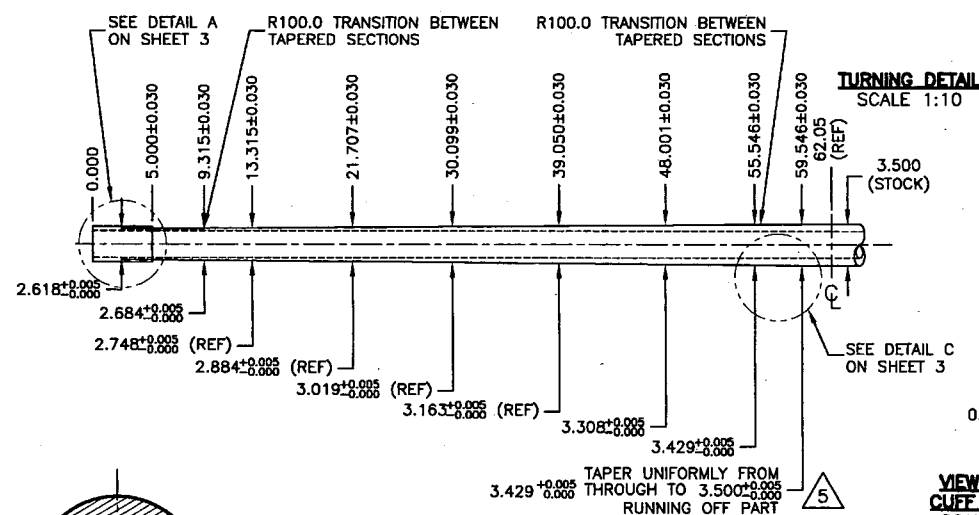 SEE DETAIL A
ON SHEET 3
R100.0 TRANSITION BETWEEN
TAPERED SECTIONS
R100.0 TRANSITION BETWEEN
TAPERED SECTIONS
TURNING DETAIL
SCALE 1:10
0.000
5.000±0.030
9.315±0.030
13.315±0.030
21.707±0.030
30.099±0.030
39.050±0.030
48.001±0.030
55.546±0.030
59.546±0.030
62.05
(REF)
3.500
(STOCK)
2.618+0.005 -0.000
2.684+0.005 -0.000
2.748+0.005 -0.000 (REF)
2.884+0.005 -0.000 (REF)
3.019+0.005 -0.000 (REF)
3.163+0.005 -0.000 (REF)
3.308+0.005 -0.000
3.429+0.005 -0.000
℄
SEE DETAIL C
ON SHEET 3
0.
TAPER UNIFORMLY FROM
3.429 +0.005 0.000 THROUGH TO 3.500+0.005 -0.000
RUNNING OFF PART
5
VIEW
CUFF